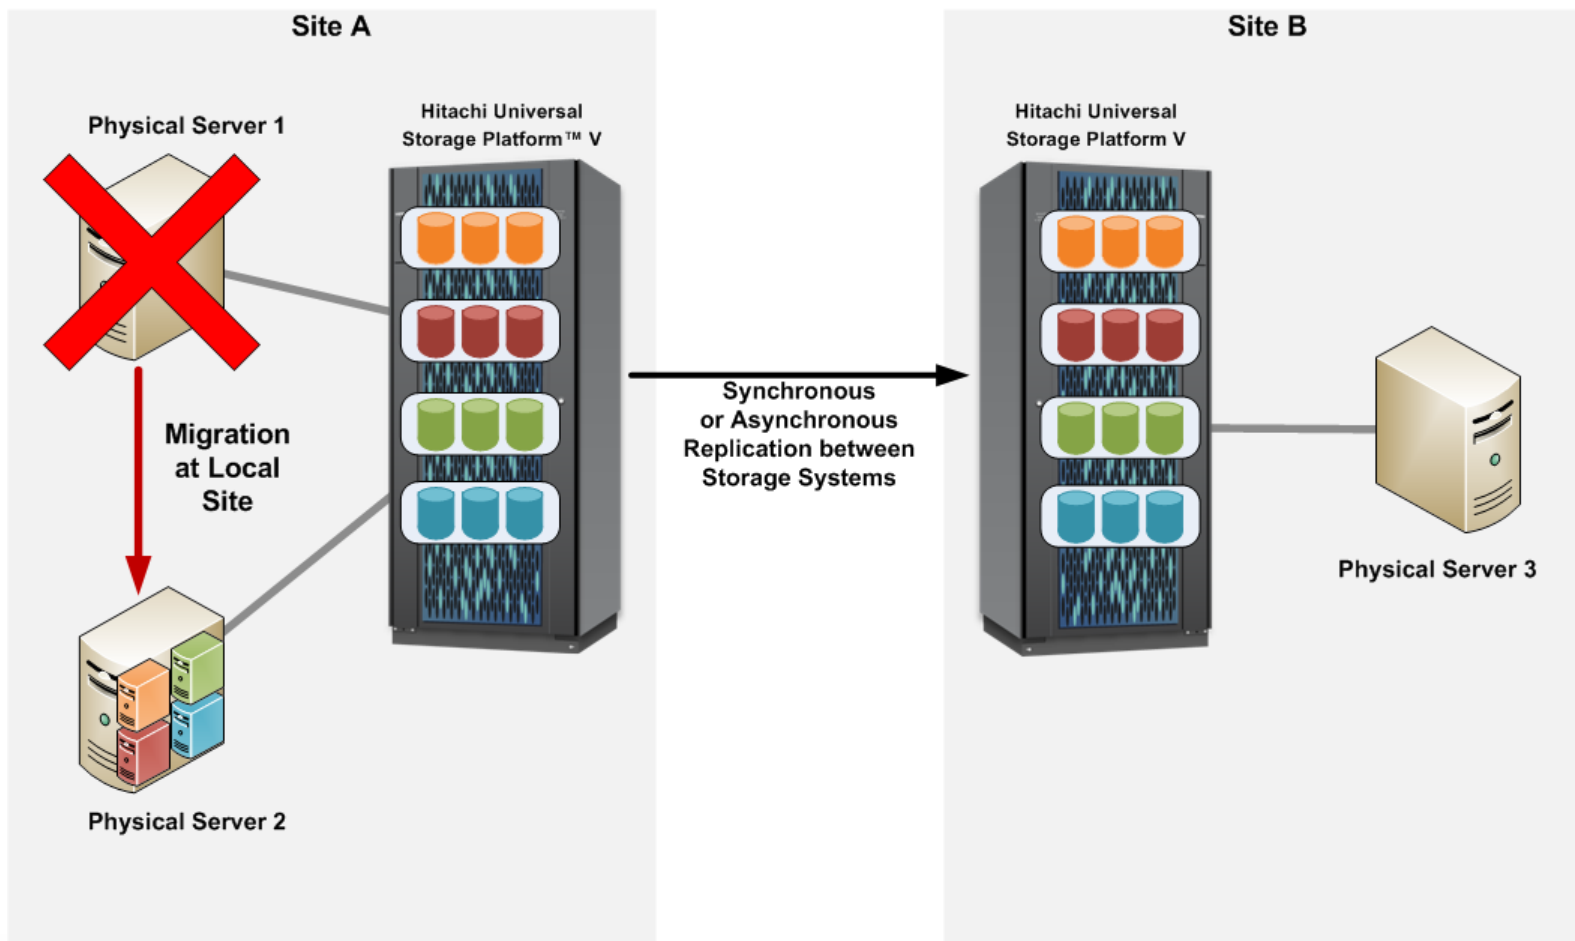 Site A
Physical Server 1
Hitachi Universal
Storage Platform™ V
Migration
at Local
Site
Physical Server 2
Synchronous
or Asynchronous
Replication between
Storage Systems
Site B
Hitachi Universal
Storage Platform V
Physical Server 3